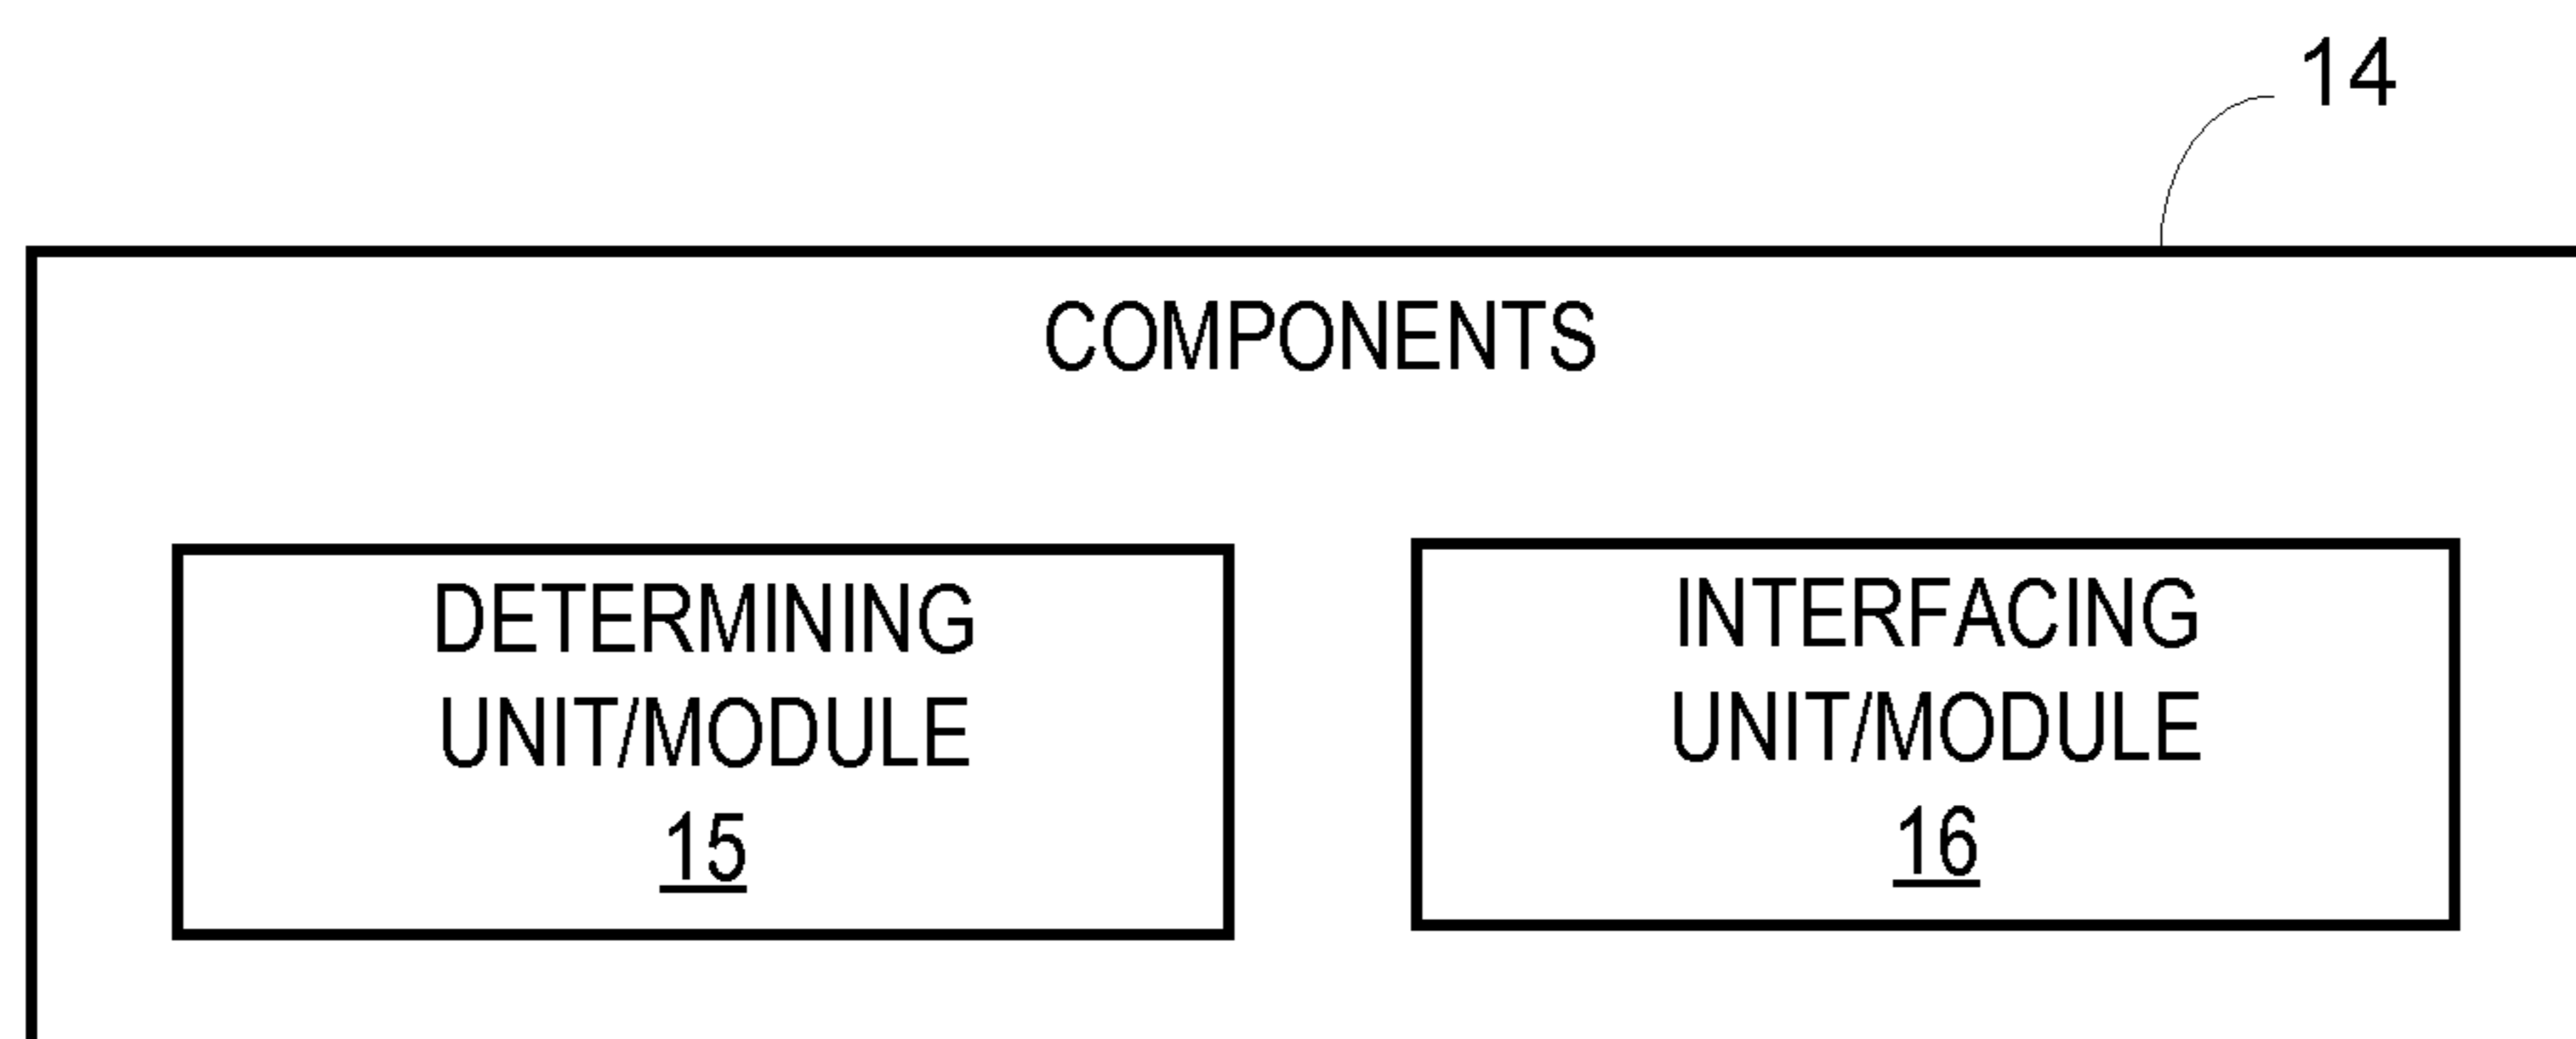 14
COMPONENTS
DETERMINING
UNIT/MODULE
15
INTERFACING
UNIT/MODULE
16